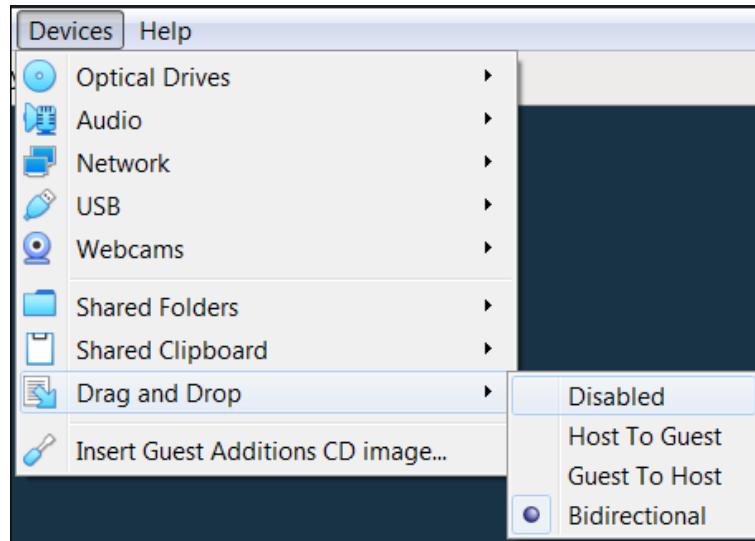 Devices Help
Optical Drives
Audio
Network
USB
Webcams
Shared Folders
Shared Clipboard
Drag and Drop
Insert Guest Additions CD image...
Disabled
Host To Guest
Guest To Host
Bidirectional